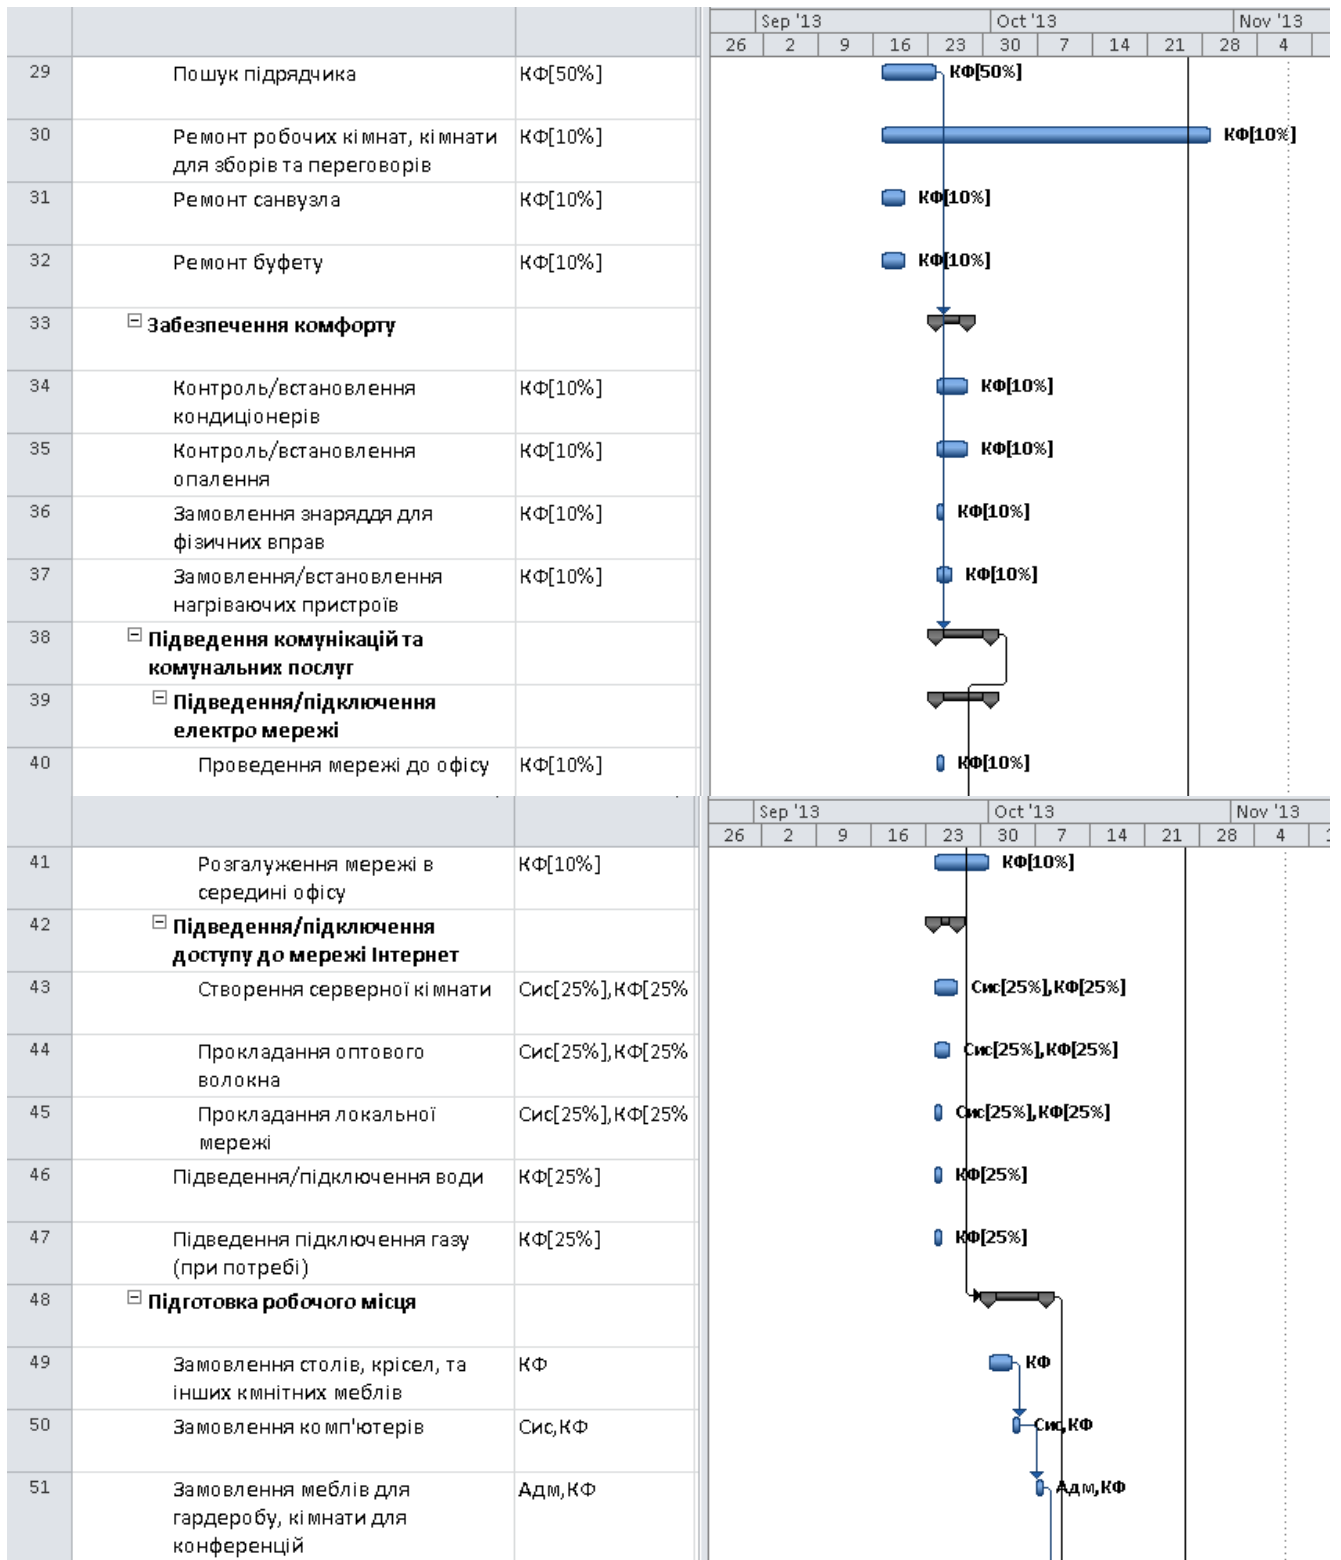 Sep '13 Oct '13 Nov '13
26 2 9 16 23 30 7 14 21 28 4
29 Пошук підрядчика КФ[50%] КФ[50%]
30 Ремонт робочих кімнат, кімнати КФ[10%] КФ[10%]
для зборів та переговорів
31 Ремонт санвузла КФ[10%] КФ[10%]
32 Ремонт буфету КФ[10%] КФ[10%]
33 Забезпечення комфорту
34 Контроль/встановлення КФ[10%] КФ[10%]
кондиціонерів
35 Контроль/встановлення КФ[10%] КФ[10%]
опалення
36 Замовлення знаряддя для КФ[10%] КФ[10%]
фізичних вправ
37 Замовлення/встановлення КФ[10%] КФ[10%]
нагріваючих пристроїв
38 Підведення комунікацій та
комунальних послуг
39 Підведення/підключення
електро мережі
40 Проведення мережі до офісу КФ[10%] КФ[10%]
Sep '13 Oct '13 Nov '13
26 2 9 16 23 30 7 14 21 28 4 1
41 Розгалуження мережі в КФ[10%] КФ[10%]
середині офісу
42 Підведення/підключення
доступу до мережі Інтернет
43 Створення серверної кімнати Сис[25%],КФ[25% Сис[25%],КФ[25%]
44 Прокладання оптового Сис[25%],КФ[25% Сис[25%],КФ[25%]
волокна
45 Прокладання локальної Сис[25%],КФ[25% Сис[25%],КФ[25%]
мережі
46 Підведення/підключення води КФ[25%] КФ[25%]
47 Підведення підключення газу КФ[25%] КФ[25%]
(при потребі)
48 Підготовка робочого місця
49 Замовлення столів, крісел, та КФ КФ
інших кмнітних меблів
50 Замовлення комп'ютерів Сис,КФ Сис,КФ
51 Замовлення меблів для Адм,КФ Адм,КФ
гардеробу, кімнати для
конференцій